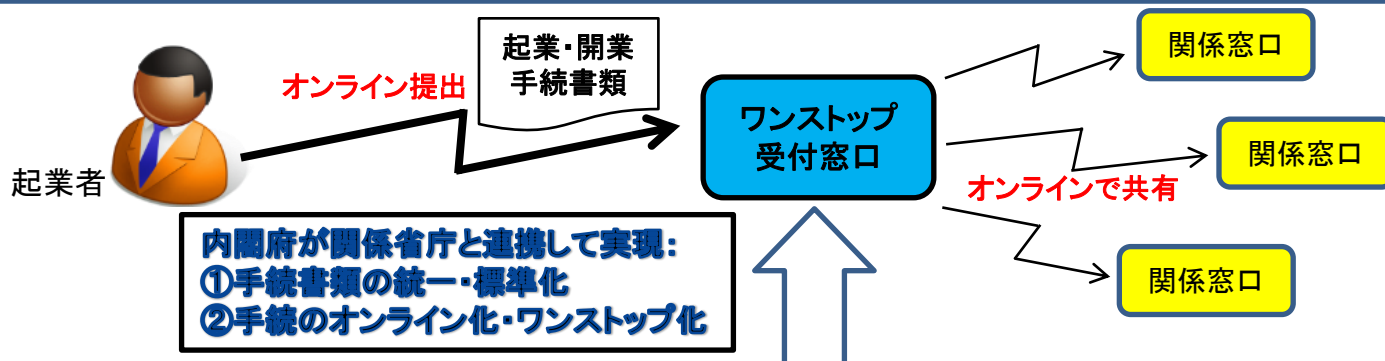 起業・開業
手続書類
オンライン提出
起業者
ワンストップ
受付窓口
関係窓口
関係窓口
オンラインで共有
関係窓口
内閣府が関係省庁と連携して実現:
①手続書類の統一・標準化
②手続のオンライン化・ワンストップ化